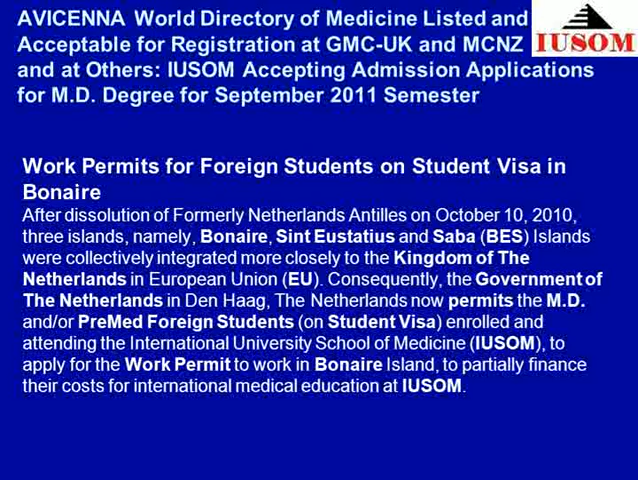 AVICENNA World Directory of Medicine Listed and
Acceptable for Registration at GMC-UK and MCNZ
and at Others: IUSOM Accepting Admission Applications
for M.D. Degree for September 2011 Semester
IUSOM
Work Permits for Foreign Students on Student Visa in
Bonaire
After dissolution of Formerly Netherlands Antilles on October 10, 2010,
three islands, namely, Bonaire, Sint Eustatius and Saba (BES) Islands
were collectively integrated more closely to the Kingdom of The
Netherlands in European Union (EU). Consequently, the Government of
The Netherlands in Den Haag, The Netherlands now permits the M.D.
and/or PreMed Foreign Students (on Student Visa) enrolled and
attending the International University School of Medicine (IUSOM), to
apply for the Work Permit to work in Bonaire Island, to partially finance
their costs for international medical education at IUSOM.